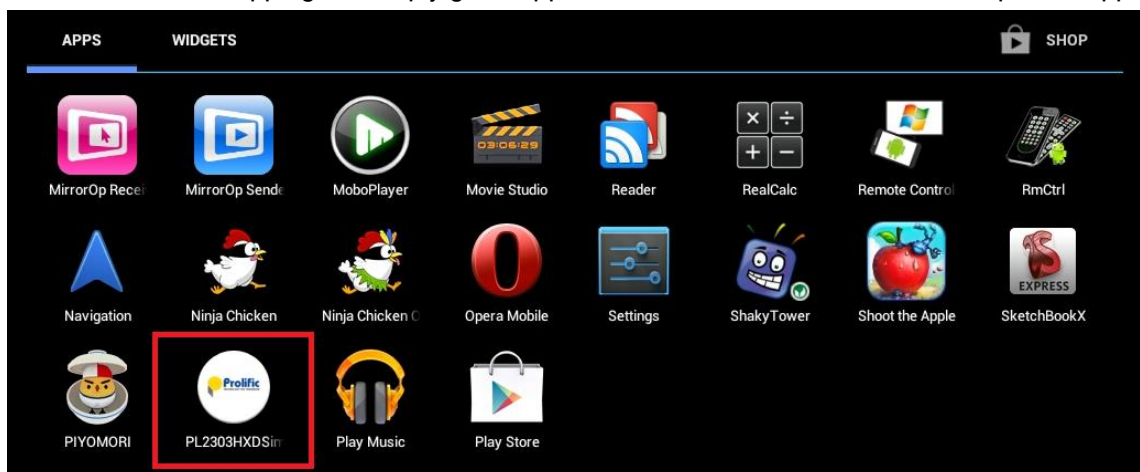 APPS WIDGETS SHOP
03:06:29
MirrorOp Recei MirrorOp Sende MoboPlayer Movie Studio Reader RealCalc Remote Control RmCtrl
EXPRESS
Navigation Ninja Chicken Ninja Chicken O Opera Mobile Settings ShakyTower Shoot the Apple SketchBookX
Prolific
PIYOMORI PL2303HXDSim Play Music Play Store